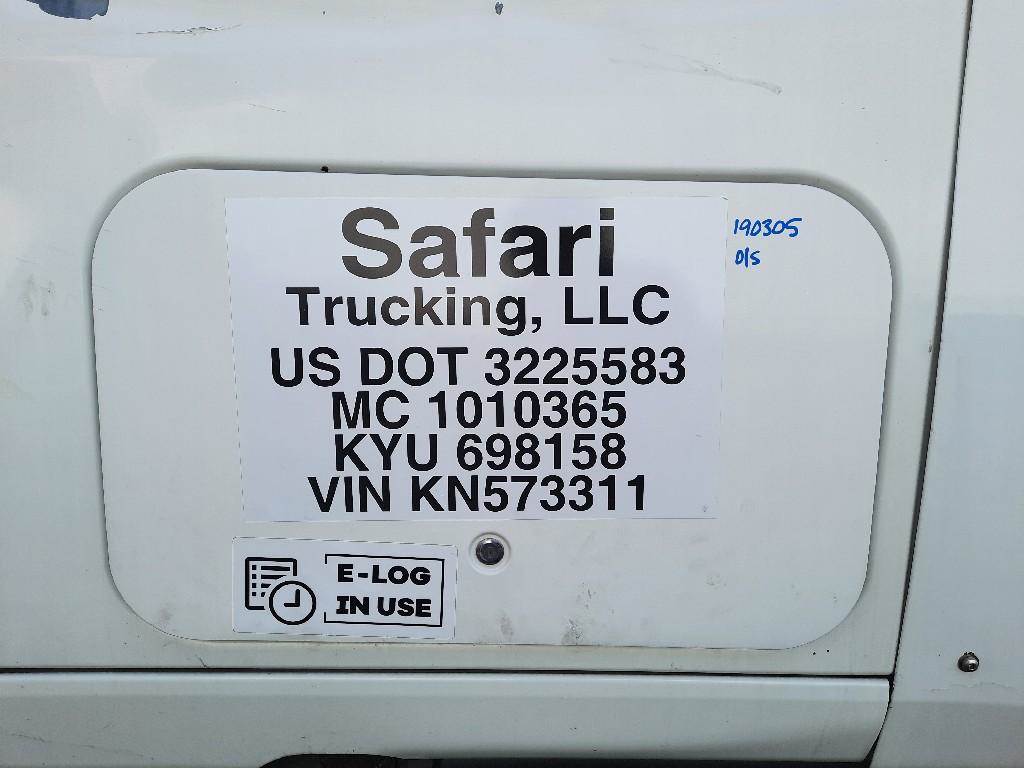 Safari
Trucking, LLC
US DOT 3225583
MC 1010365
KYU 698158
VIN KN573311
190305
O/S
E-LOG
IN USE